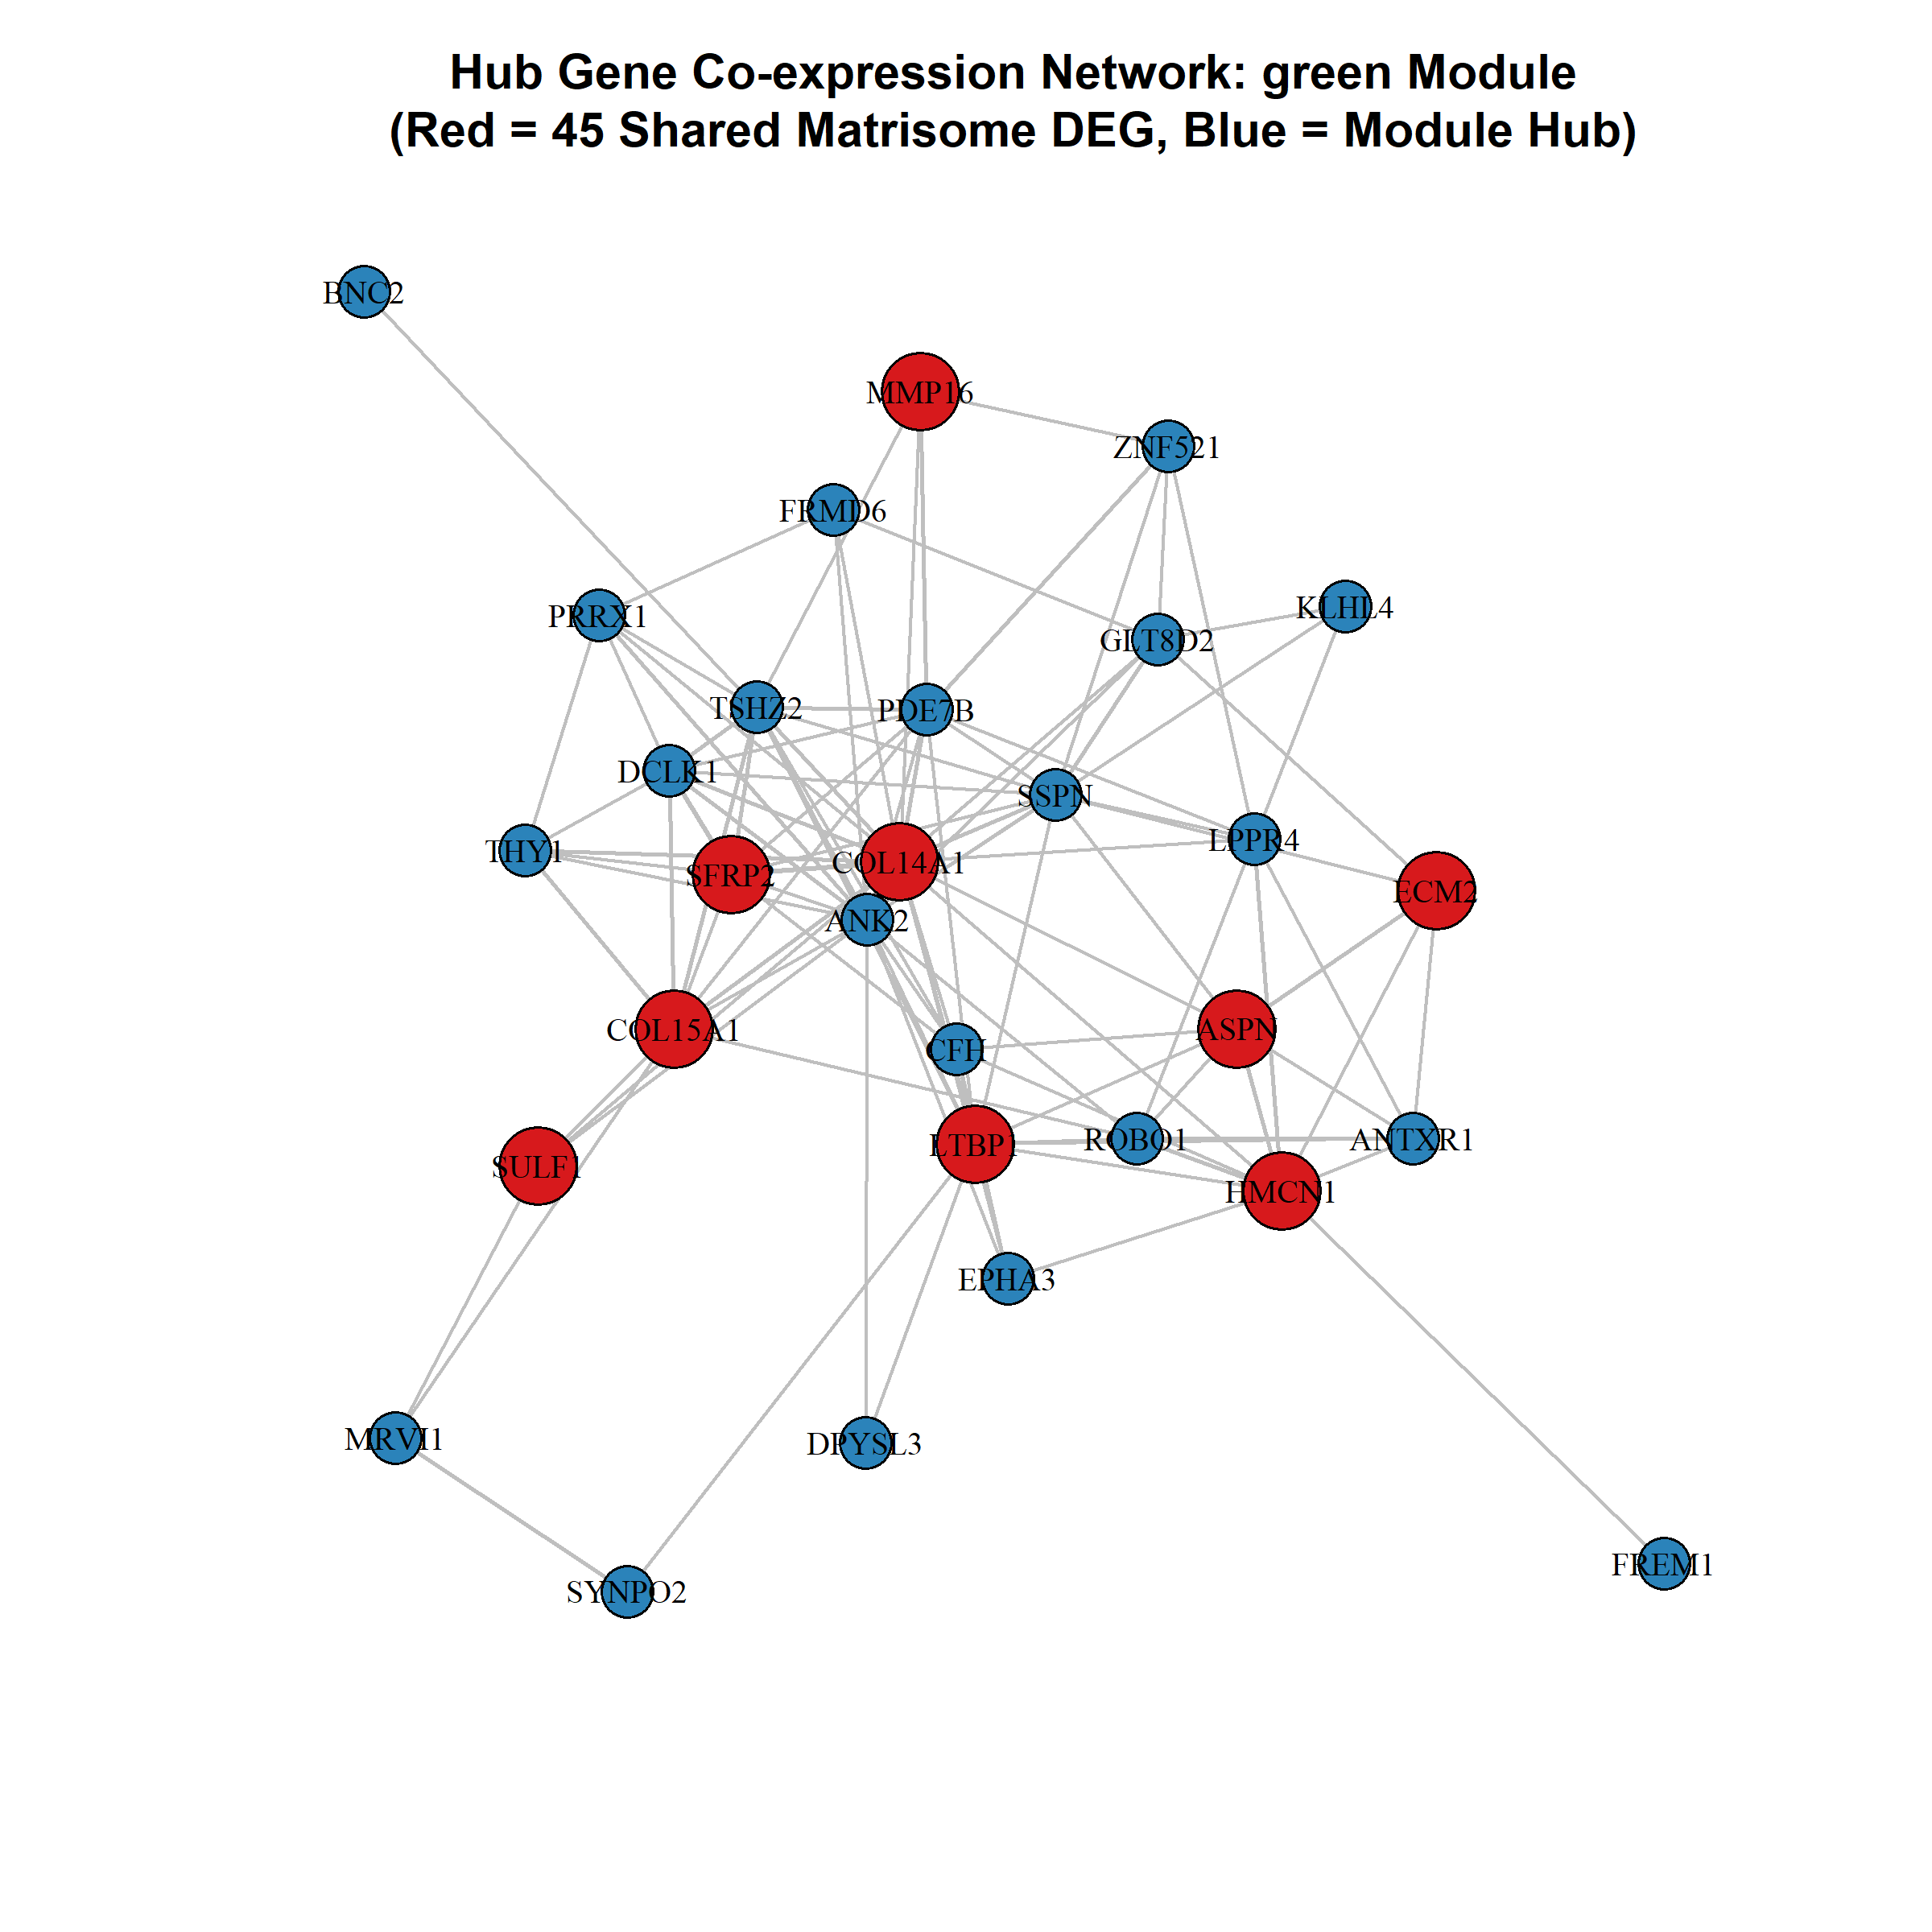 Hub Gene Co-expression Network: green Module
(Red = 45 Shared Matrisome DEG, Blue = Module Hub)
BNC2
MMP16
ZNF521
FRMD6
KLHL4
PRRX1
GLT8D2
TSHZ2
PDE7B
DCLK1
SSPN
LPPR4
THY1
COL14A1
SFRP2
ECM2
ANK2
COL15A1
ASPN
CFH
ROBO1
ANTXR1
LTBP1
SULF1
HMCN1
EPHA3
MRVI1
DPYSL3
FREM1
SYNPO2